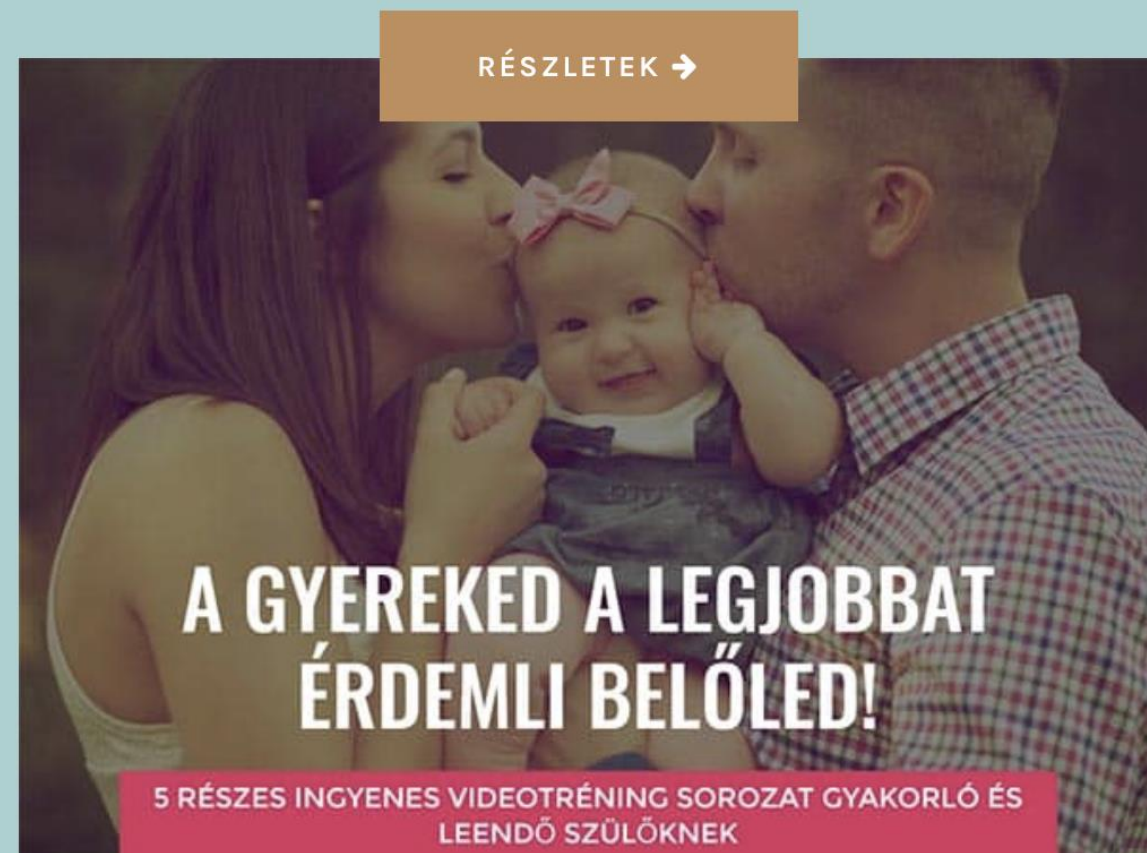 RÉSZLETEK →
A GYEREKED A LEGJOBBAT
ÉRDEMLI BELŐLED!
5 RÉSZES INGYENES VIDEOTRÉNING SOROZAT GYAKORLÓ ÉS
LEENDŐ SZÜLŐKNEK